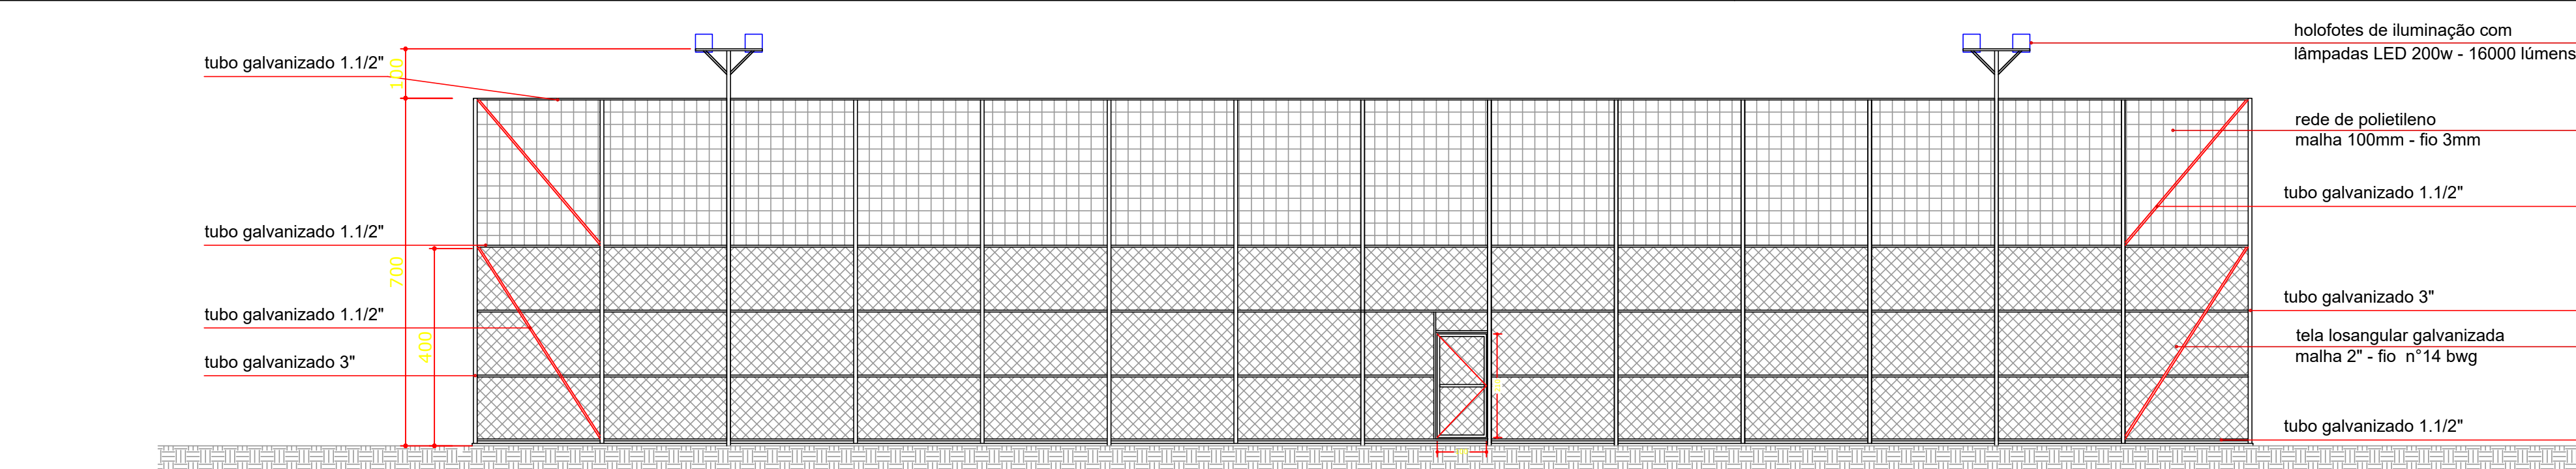 holofotes de iluminação com
lâmpadas LED 200w - 16000 lúmens
tubo galvanizado 1.1/2"
100
rede de polietileno
malha 100mm - fio 3mm
tubo galvanizado 1.1/2"
tubo galvanizado 1.1/2"
700
tubo galvanizado 3"
tubo galvanizado 1.1/2"
400
tela losangular galvanizada
malha 2" - fio n°14 bwg
tubo galvanizado 3"
tubo galvanizado 1.1/2"